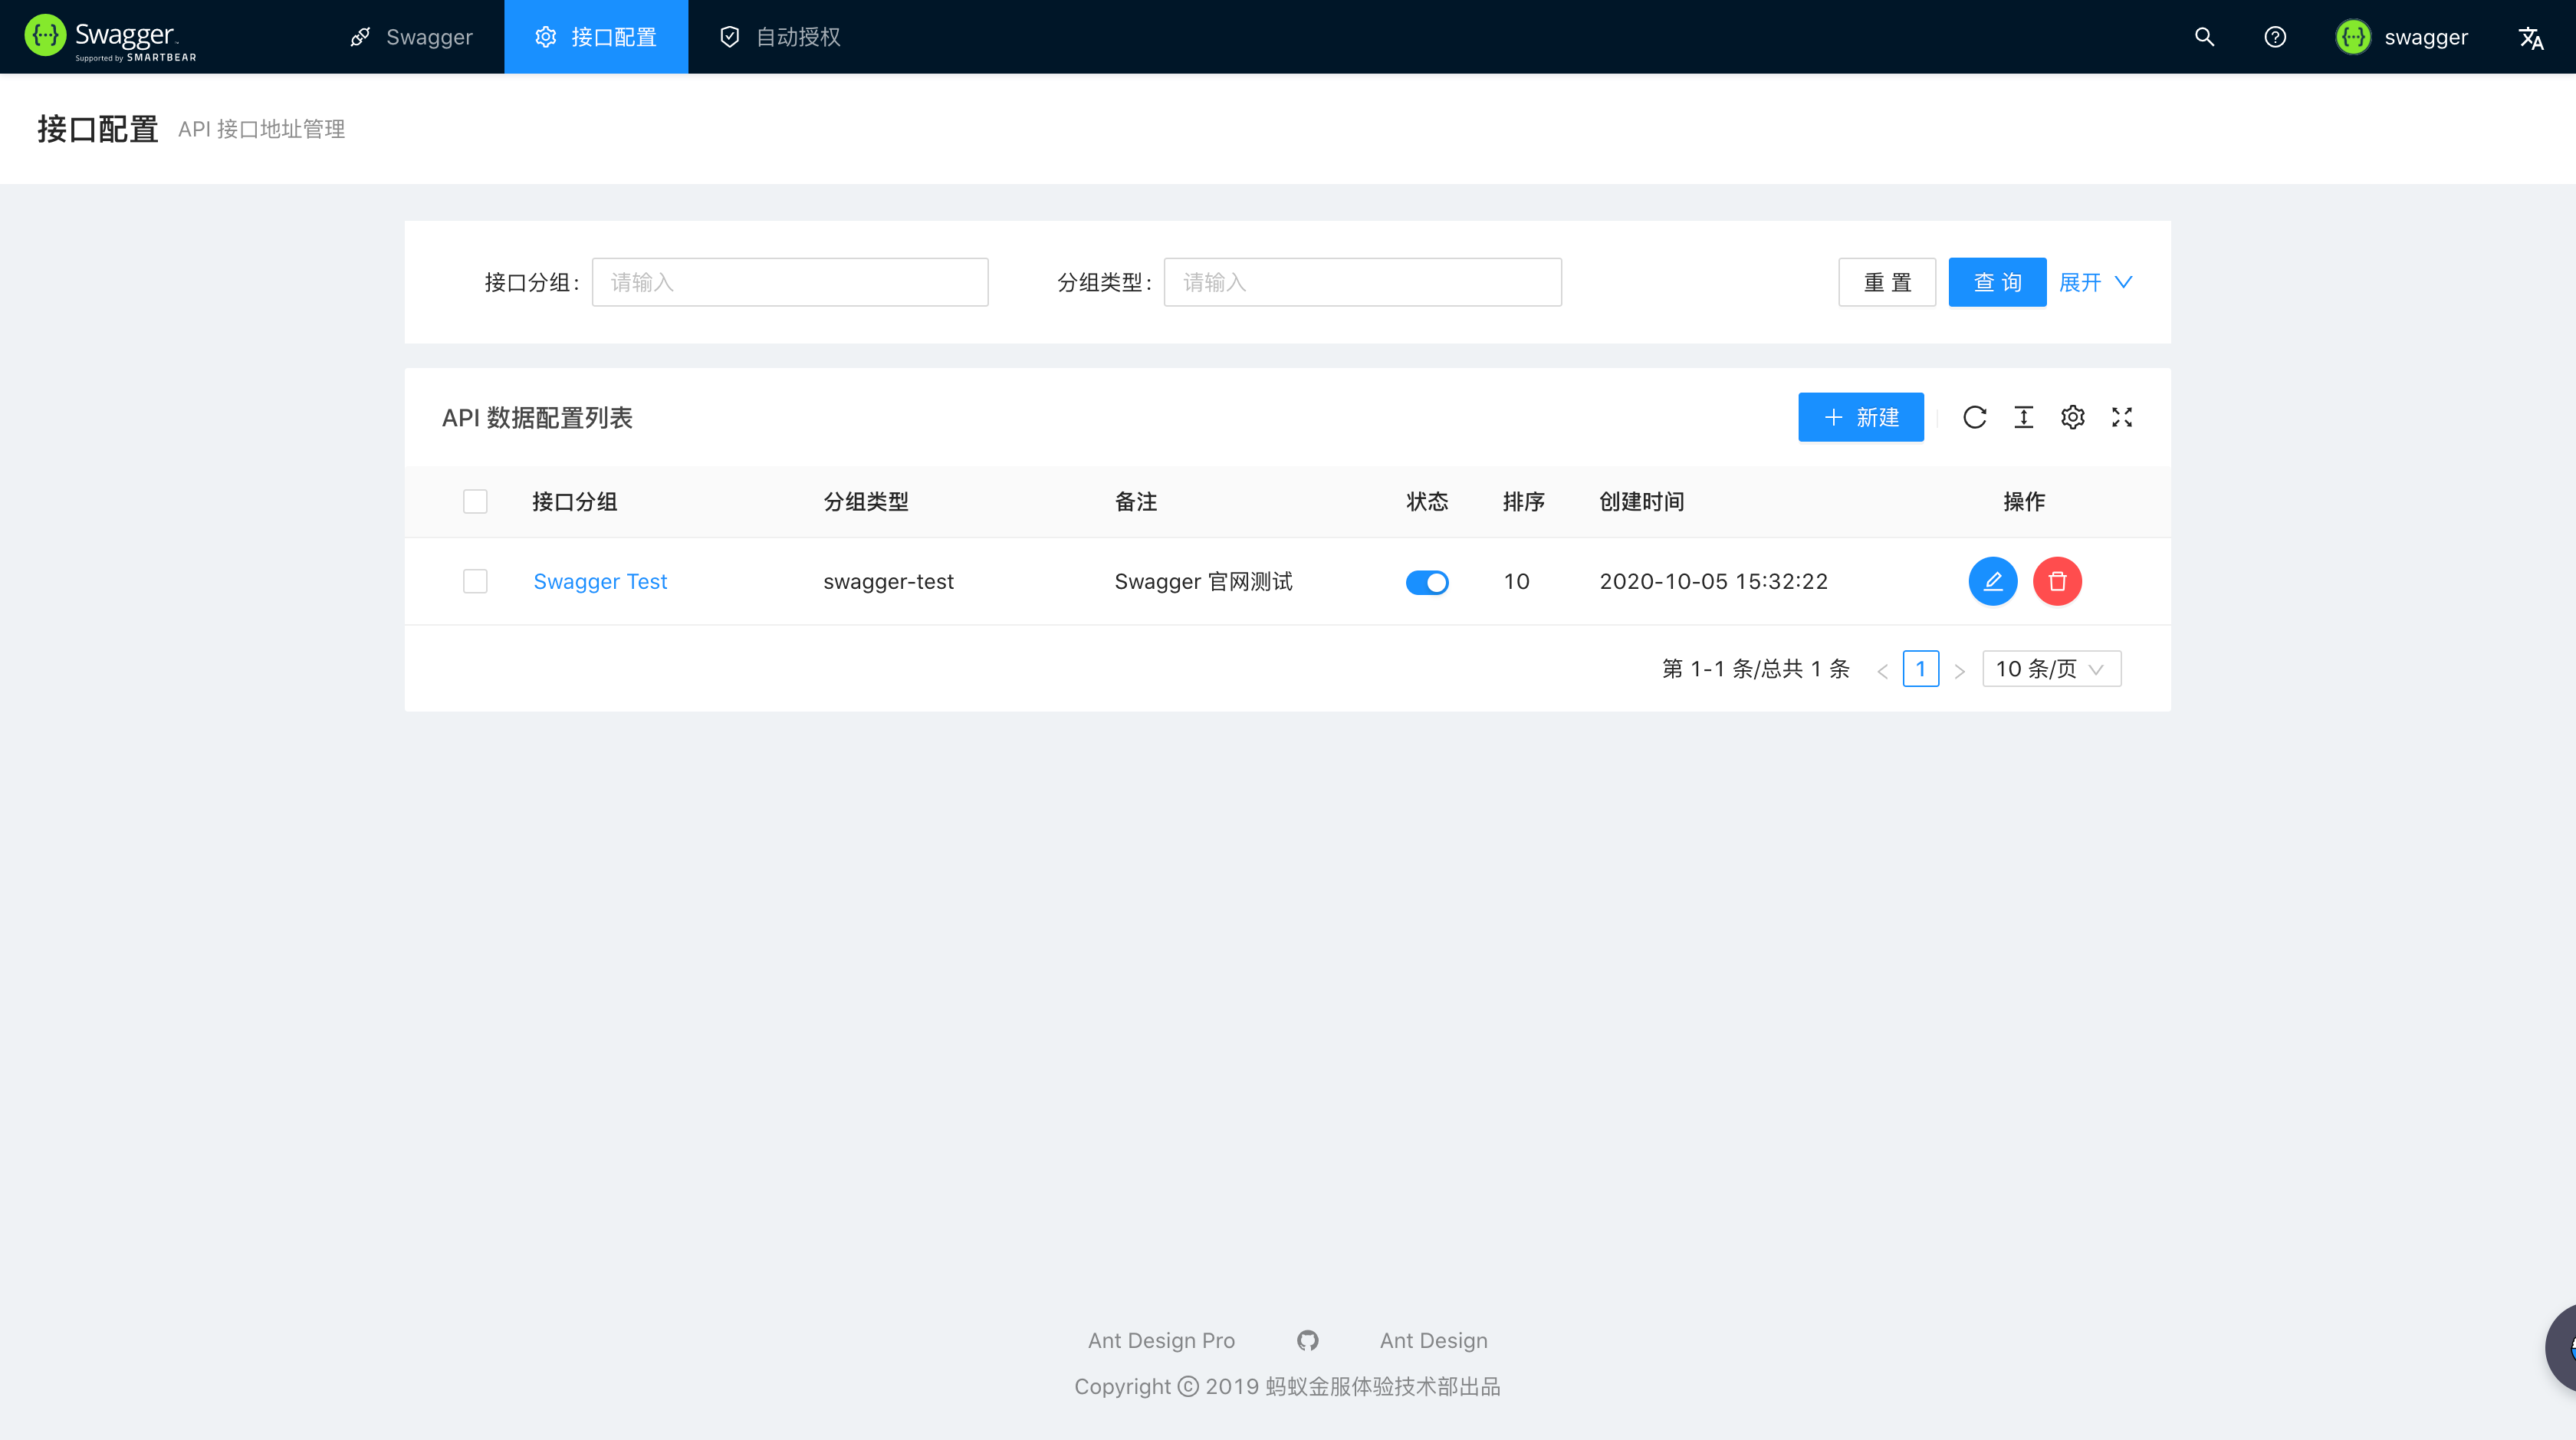 Swagger
Supported by SMARTBEAR
Swagger
接口配置
自动授权
swagger
接口配置 API 接口地址管理
接口分组: 请输入 分组类型: 请输入 重 置 查 询 展开
API 数据配置列表 新建
接口分组 分组类型 备注 状态 排序 创建时间 操作
Swagger Test swagger-test Swagger 官网测试 10 2020-10-05 15:32:22
第 1-1 条/总共 1 条 < 1 > 10 条/页
Ant Design Pro Ant Design
Copyright © 2019 蚂蚁金服体验技术部出品